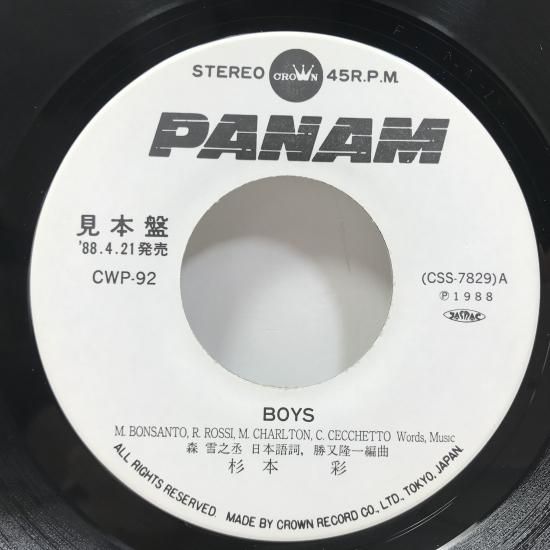 STEREO CROWN 45R.P.M.
PANAM
見本盤
'88.4.21発売
CWP-92
(CSS-7829)A
Ⓟ1988
JASRAC
BOYS
M. BONSANTO, R. ROSSI, M. CHARLTON, C. CECCHETTO Words, Music
森 雪之丞 日本語詞, 勝又隆一編曲
杉本 彩
ALL RIGHTS RESERVED. MADE BY CROWN RECORD CO., LTD., TOKYO, JAPAN.